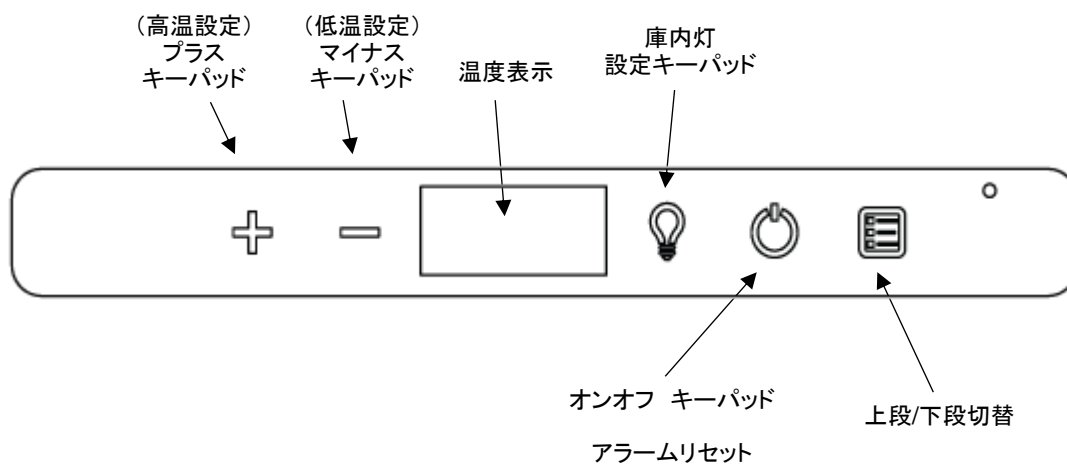 （高温設定）
プラス
キーパッド
（低温設定）
マイナス
キーパッド
温度表示
庫内灯
設定キーパッド
オンオフ　キーパッド
アラームリセット
上段/下段切替